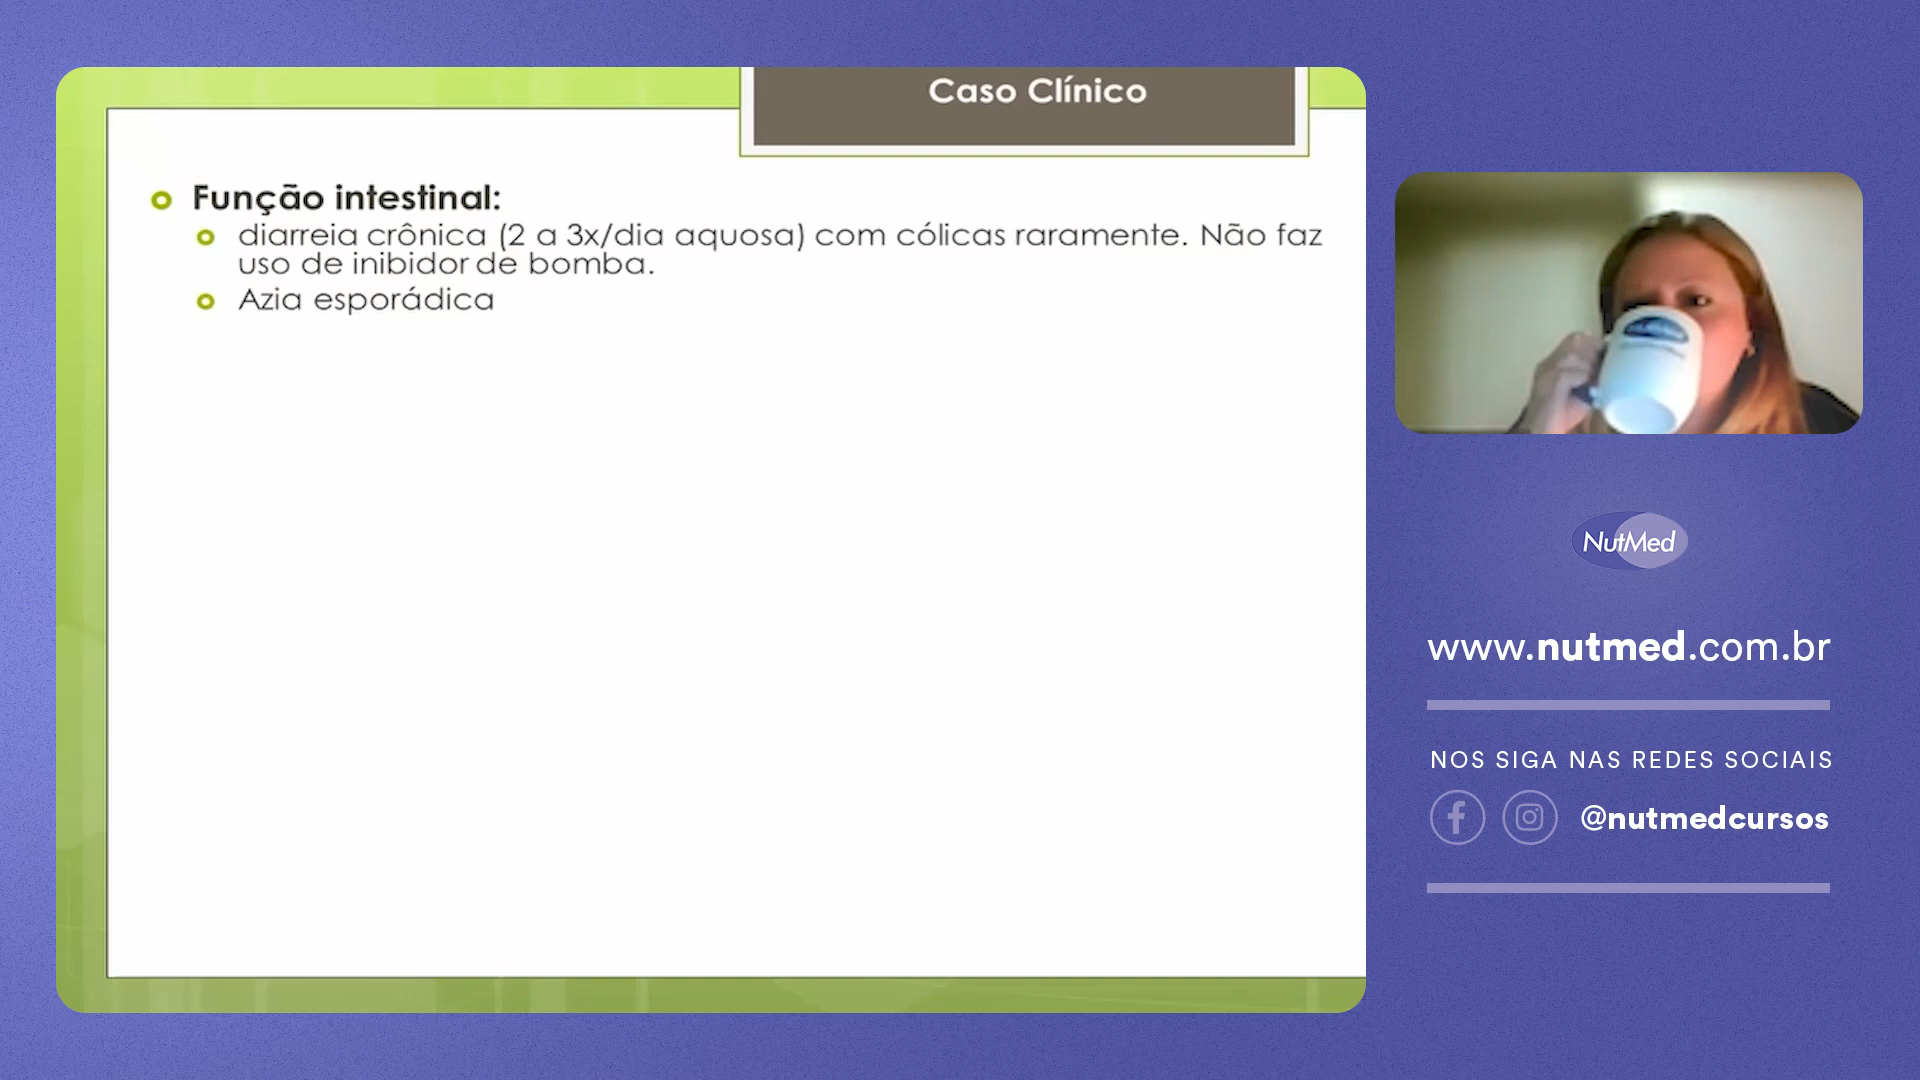 Caso Clínico
Função intestinal:
diarreia crônica (2 a 3x/dia aquosa) com cólicas raramente. Não faz
uso de inibidor de bomba.
Azia esporádica
NutMed
www.nutmed.com.br
NOS SIGA NAS REDES SOCIAIS
@nutmedcursos